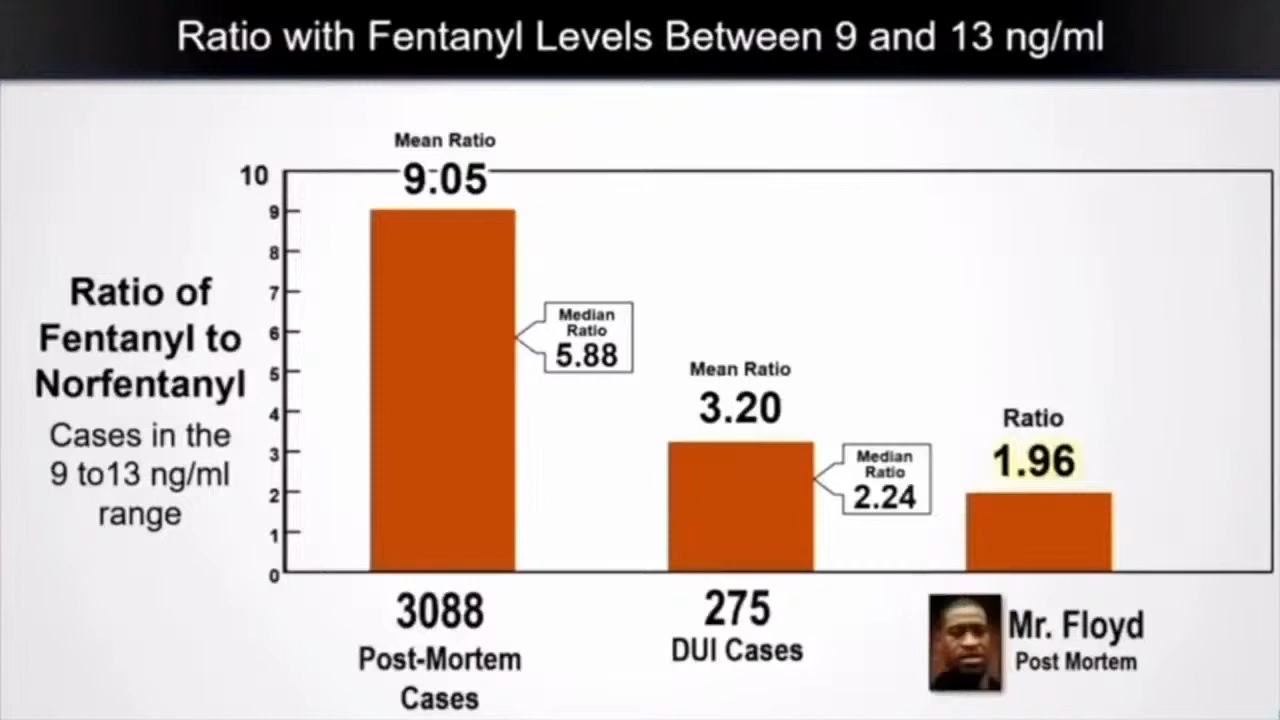 Ratio with Fentanyl Levels Between 9 and 13 ng/ml
Mean Ratio
9.05
10
9
8
7
6
5
4
3
2
1
0
Ratio of
Fentanyl to
Norfentanyl
Cases in the
9 to13 ng/ml
range
Median
Ratio
5.88
Mean Ratio
3.20
Median
Ratio
2.24
Ratio
1.96
3088
Post-Mortem
Cases
275
DUI Cases
Mr. Floyd
Post Mortem